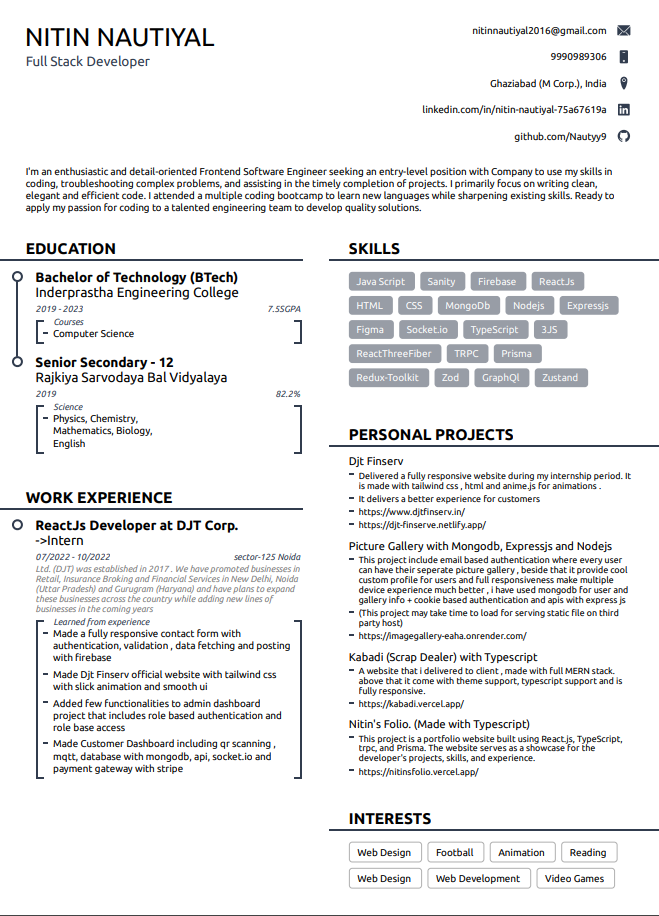 NITIN NAUTIYAL
Full Stack Developer
nitinnautiyal2016@gmail.com
9990989306
Ghaziabad (M Corp.), India
linkedin.com/in/nitin-nautiyal-75a67619a
github.com/Nautyy9
I'm an enthusiastic and detail-oriented Frontend Software Engineer seeking an entry-level position with Company to use my skills in
coding, troubleshooting complex problems, and assisting in the timely completion of projects. I primarily focus on writing clean,
elegant and efficient code. I attended a multiple coding bootcamp to learn new languages while sharpening existing skills. Ready to
apply my passion for coding to a talented engineering team to develop quality solutions.
EDUCATION
Bachelor of Technology (BTech)
Inderprastha Engineering College
2019 - 2023 7.5SGPA
Courses
- Computer Science
Senior Secondary - 12
Rajkiya Sarvodaya Bal Vidyalaya
2019 82.2%
Science
- Physics, Chemistry,
Mathematics, Biology,
English
WORK EXPERIENCE
ReactJs Developer at DJT Corp.
->Intern
07/2022 - 10/2022 sector-125 Noida
Ltd. (DJT) was established in 2017 . We have promoted businesses in
Retail, Insurance Broking and Financial Services in New Delhi, Noida
(Uttar Pradesh) and Gurugram (Haryana) and have plans to expand
these businesses across the country while adding new lines of
businesses in the coming years
Learned from experience
- Made a fully responsive contact form with
authentication, validation , data fetching and posting
with firebase
- Made Djt Finserv official website with tailwind css
with slick animation and smooth ui
- Added few functionalities to admin dashboard
project that includes role based authentication and
role base access
- Made Customer Dashboard including qr scanning ,
mqtt, database with mongodb, api, socket.io and
payment gateway with stripe
SKILLS
Java Script Sanity Firebase ReactJs
HTML CSS MongoDb Nodejs Expressjs
Figma Socket.io TypeScript 3JS
ReactThreeFiber TRPC Prisma
Redux-Toolkit Zod GraphQl Zustand
PERSONAL PROJECTS
Djt Finserv
- Delivered a fully responsive website during my internship period. It
is made with tailwind css , html and anime.js for animations .
- It delivers a better experience for customers
- https://www.djtfinserv.in/
- https://djt-finserve.netlify.app/
Picture Gallery with Mongodb, Expressjs and Nodejs
- This project include email based authentication where every user
can have their seperate picture gallery , beside that it provide cool
custom profile for users and full responsiveness make multiple
device experience much better , i have used mongodb for user and
gallery info + cookie based authentication and apis with express js
- (This project may take time to load for serving static file on third
party host)
- https://imagegallery-eaha.onrender.com/
Kabadi (Scrap Dealer) with Typescript
- A website that i delivered to client , made with full MERN stack.
above that it come with theme support, typescript support and is
fully responsive.
- https://kabadi.vercel.app/
Nitin's Folio. (Made with Typescript)
- This project is a portfolio website built using React.js, TypeScript,
trpc, and Prisma. The website serves as a showcase for the
developer's projects, skills, and experience.
- https://nitinsfolio.vercel.app/
INTERESTS
Web Design Football Animation Reading
Web Design Web Development Video Games